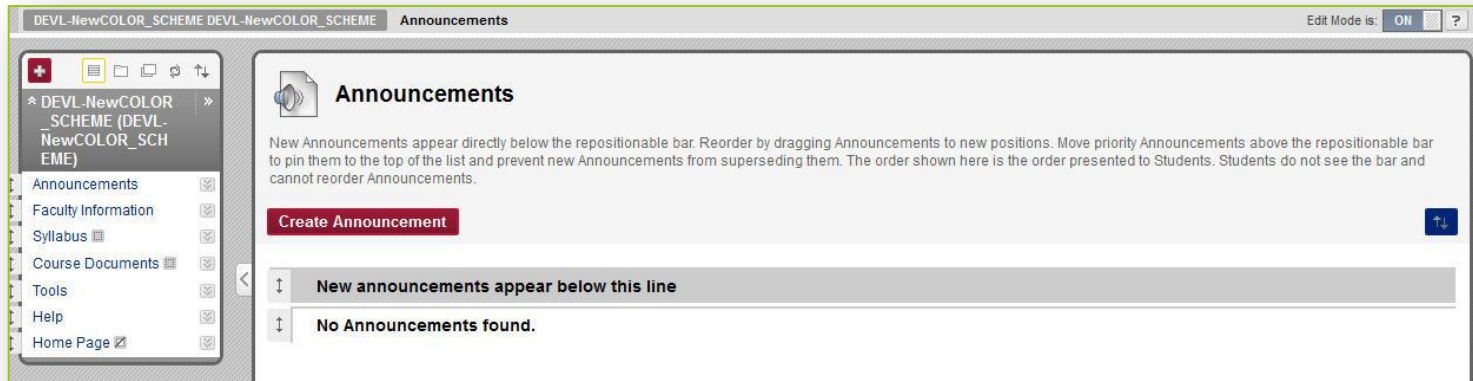 DEVL-NewCOLOR_SCHEME DEVL-NewCOLOR_SCHEME Announcements Edit Mode is: ON ?
DEVL-NewCOLOR
_SCHEME (DEVL-
NewCOLOR_SCH
EME)
Announcements
Faculty Information
Syllabus
Course Documents
Tools
Help
Home Page
Announcements
New Announcements appear directly below the repositionable bar. Reorder by dragging Announcements to new positions. Move priority Announcements above the repositionable bar
to pin them to the top of the list and prevent new Announcements from superseding them. The order shown here is the order presented to Students. Students do not see the bar and
cannot reorder Announcements.
Create Announcement
New announcements appear below this line
No Announcements found.